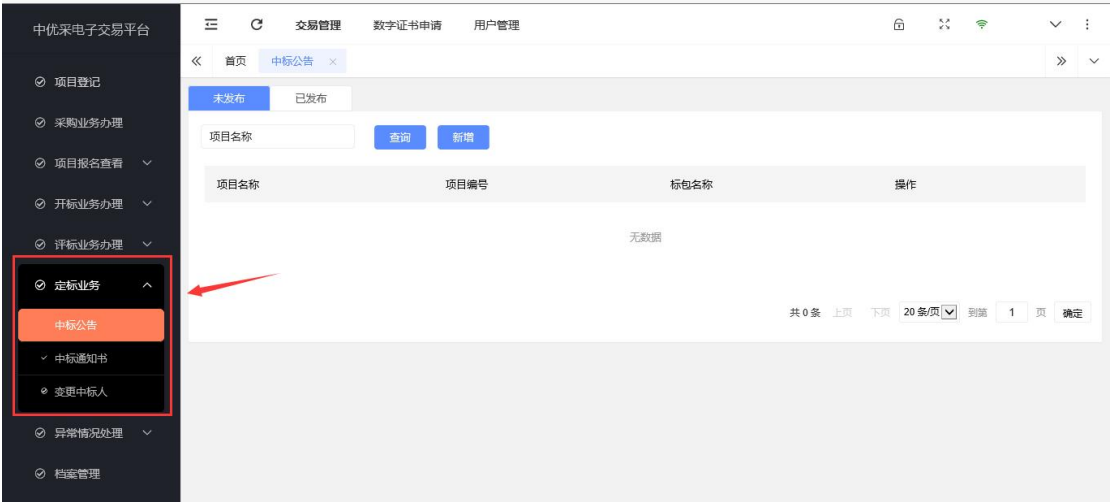 中优采电子交易平台
交易管理 数字证书申请 用户管理
首页 中标公告
项目登记
未发布 已发布
采购业务办理
项目名称 查询 新增
项目报名查看
项目名称 项目编号 标包名称 操作
开标业务办理
无数据
评标业务办理
定标业务
共 0 条 上页 下页 20 条/页 到第 1 页 确定
中标公告
中标通知书
变更中标人
异常情况处理
档案管理